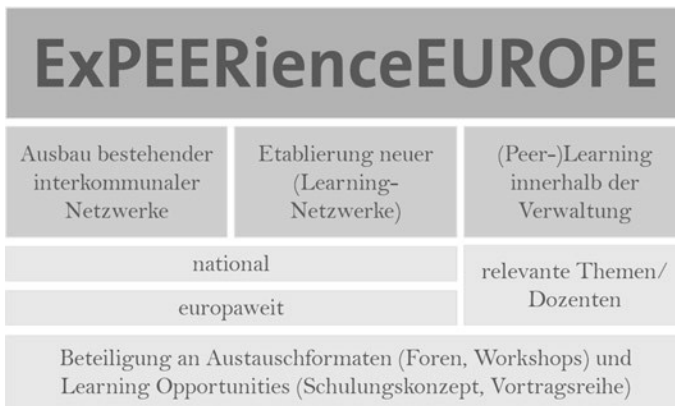 ExPEERienceEUROPE
Ausbau bestehender
interkommunaler
Netzwerke
Etablierung neuer
(Learning-
Netzwerke)
(Peer-)Learning
innerhalb der
Verwaltung
national
europaweit
relevante Themen/
Dozenten
Beteiligung an Austauschformaten (Foren, Workshops) und
Learning Opportunities (Schulungskonzept, Vortragsreihe)